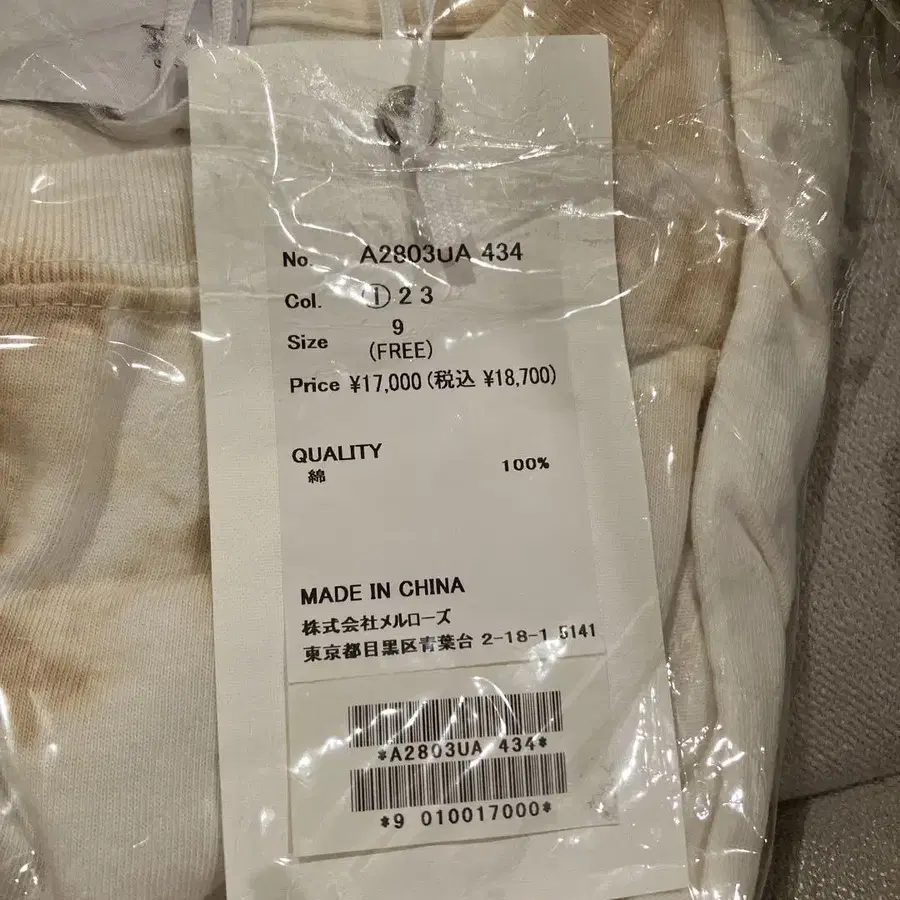 No. A2803UA 434
Col. ① 2 3
Size 9
(FREE)
Price ¥17,000 (税込 ¥18,700)
QUALITY
綿 100%
MADE IN CHINA
株式会社メルローズ
東京都目黒区青葉台 2-18-1 5141
*A2803UA 434*
*9 010017000*